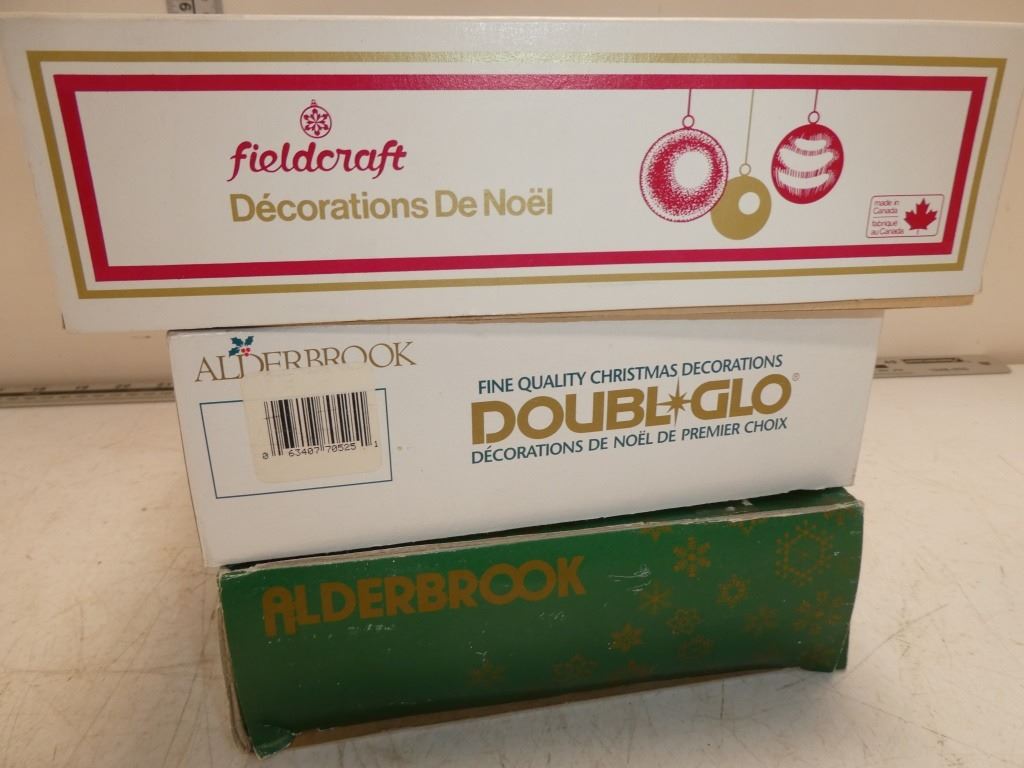 fieldcraft
Décorations De Noël
made in
Canada
fabriqué
au Canada
ALDERBROOK
FINE QUALITY CHRISTMAS DECORATIONS
DOUBL GLO®
DÉCORATIONS DE NOËL DE PREMIER CHOIX
0 63407 70525 1
ALDERBROOK